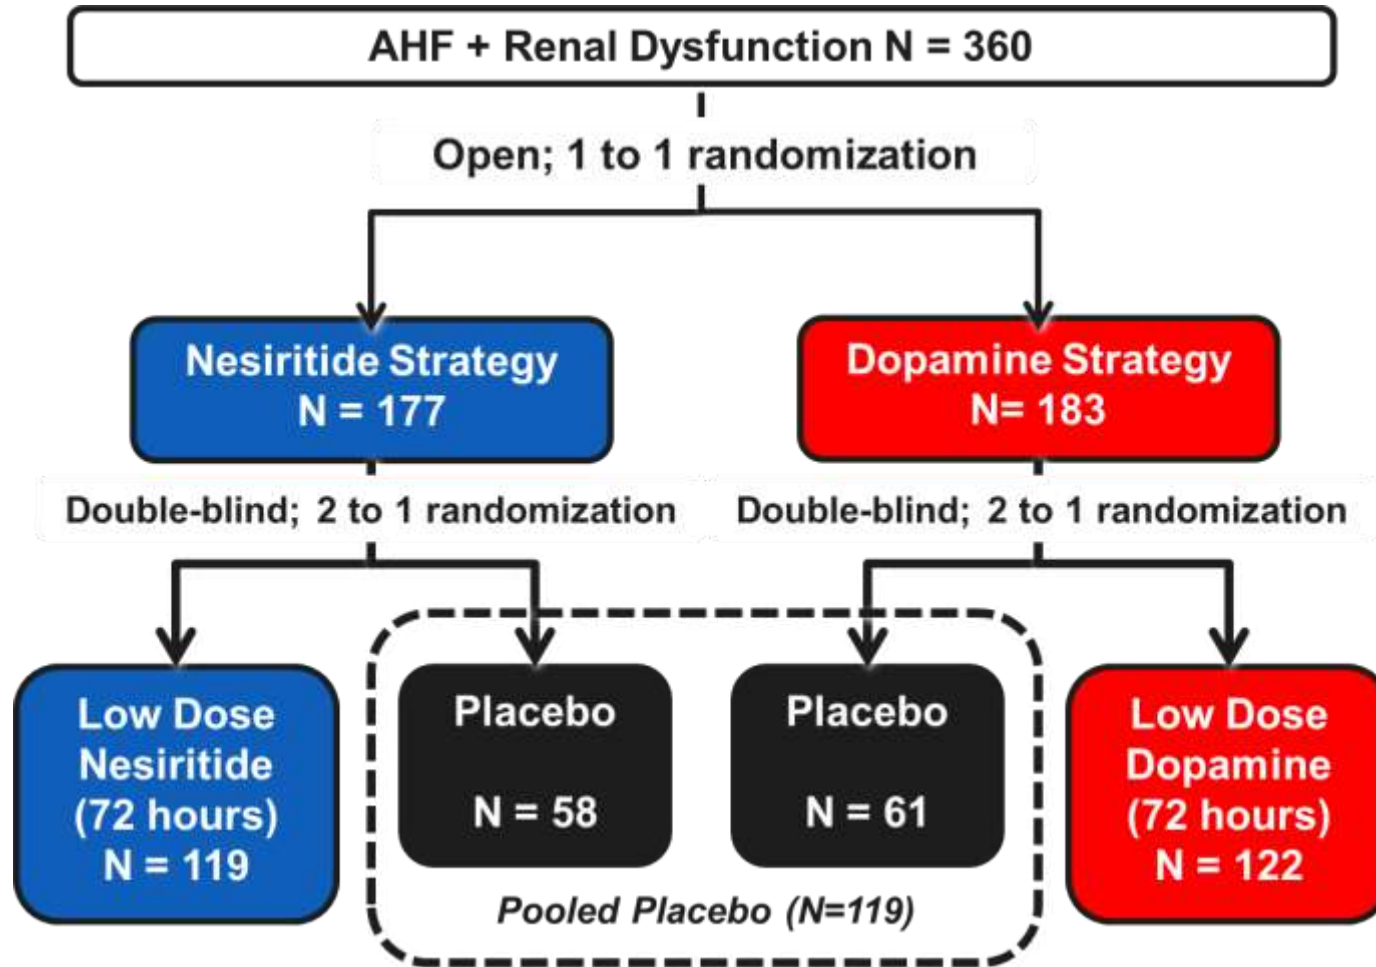 AHF + Renal Dysfunction N = 360
Open; 1 to 1 randomization
Nesiritide Strategy
N = 177
Dopamine Strategy
N= 183
Double-blind; 2 to 1 randomization
Double-blind; 2 to 1 randomization
Low Dose
Nesiritide
(72 hours)
N = 119
Placebo
N = 58
Placebo
N = 61
Low Dose
Dopamine
(72 hours)
N = 122
Pooled Placebo (N=119)